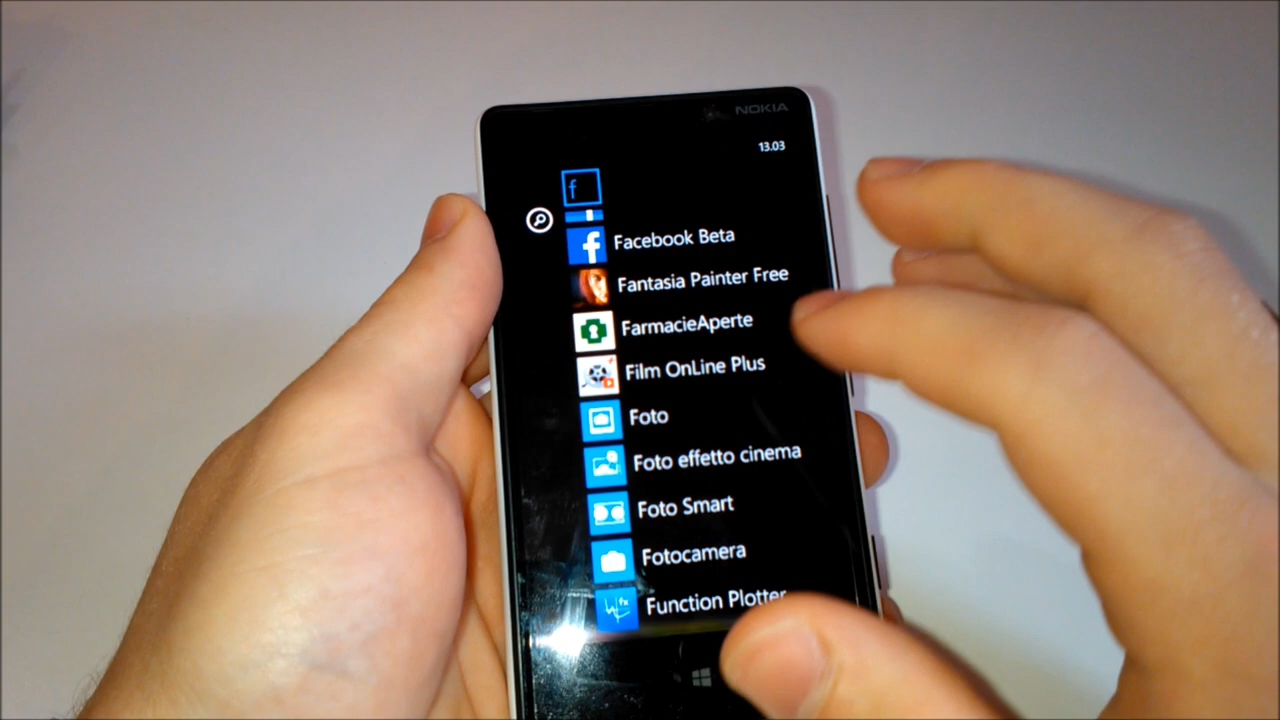 NOKIA
13.03
f
Facebook Beta
Fantasia Painter Free
FarmacieAperte
Film OnLine Plus
Foto
Foto effetto cinema
Foto Smart
Fotocamera
Function Plotter